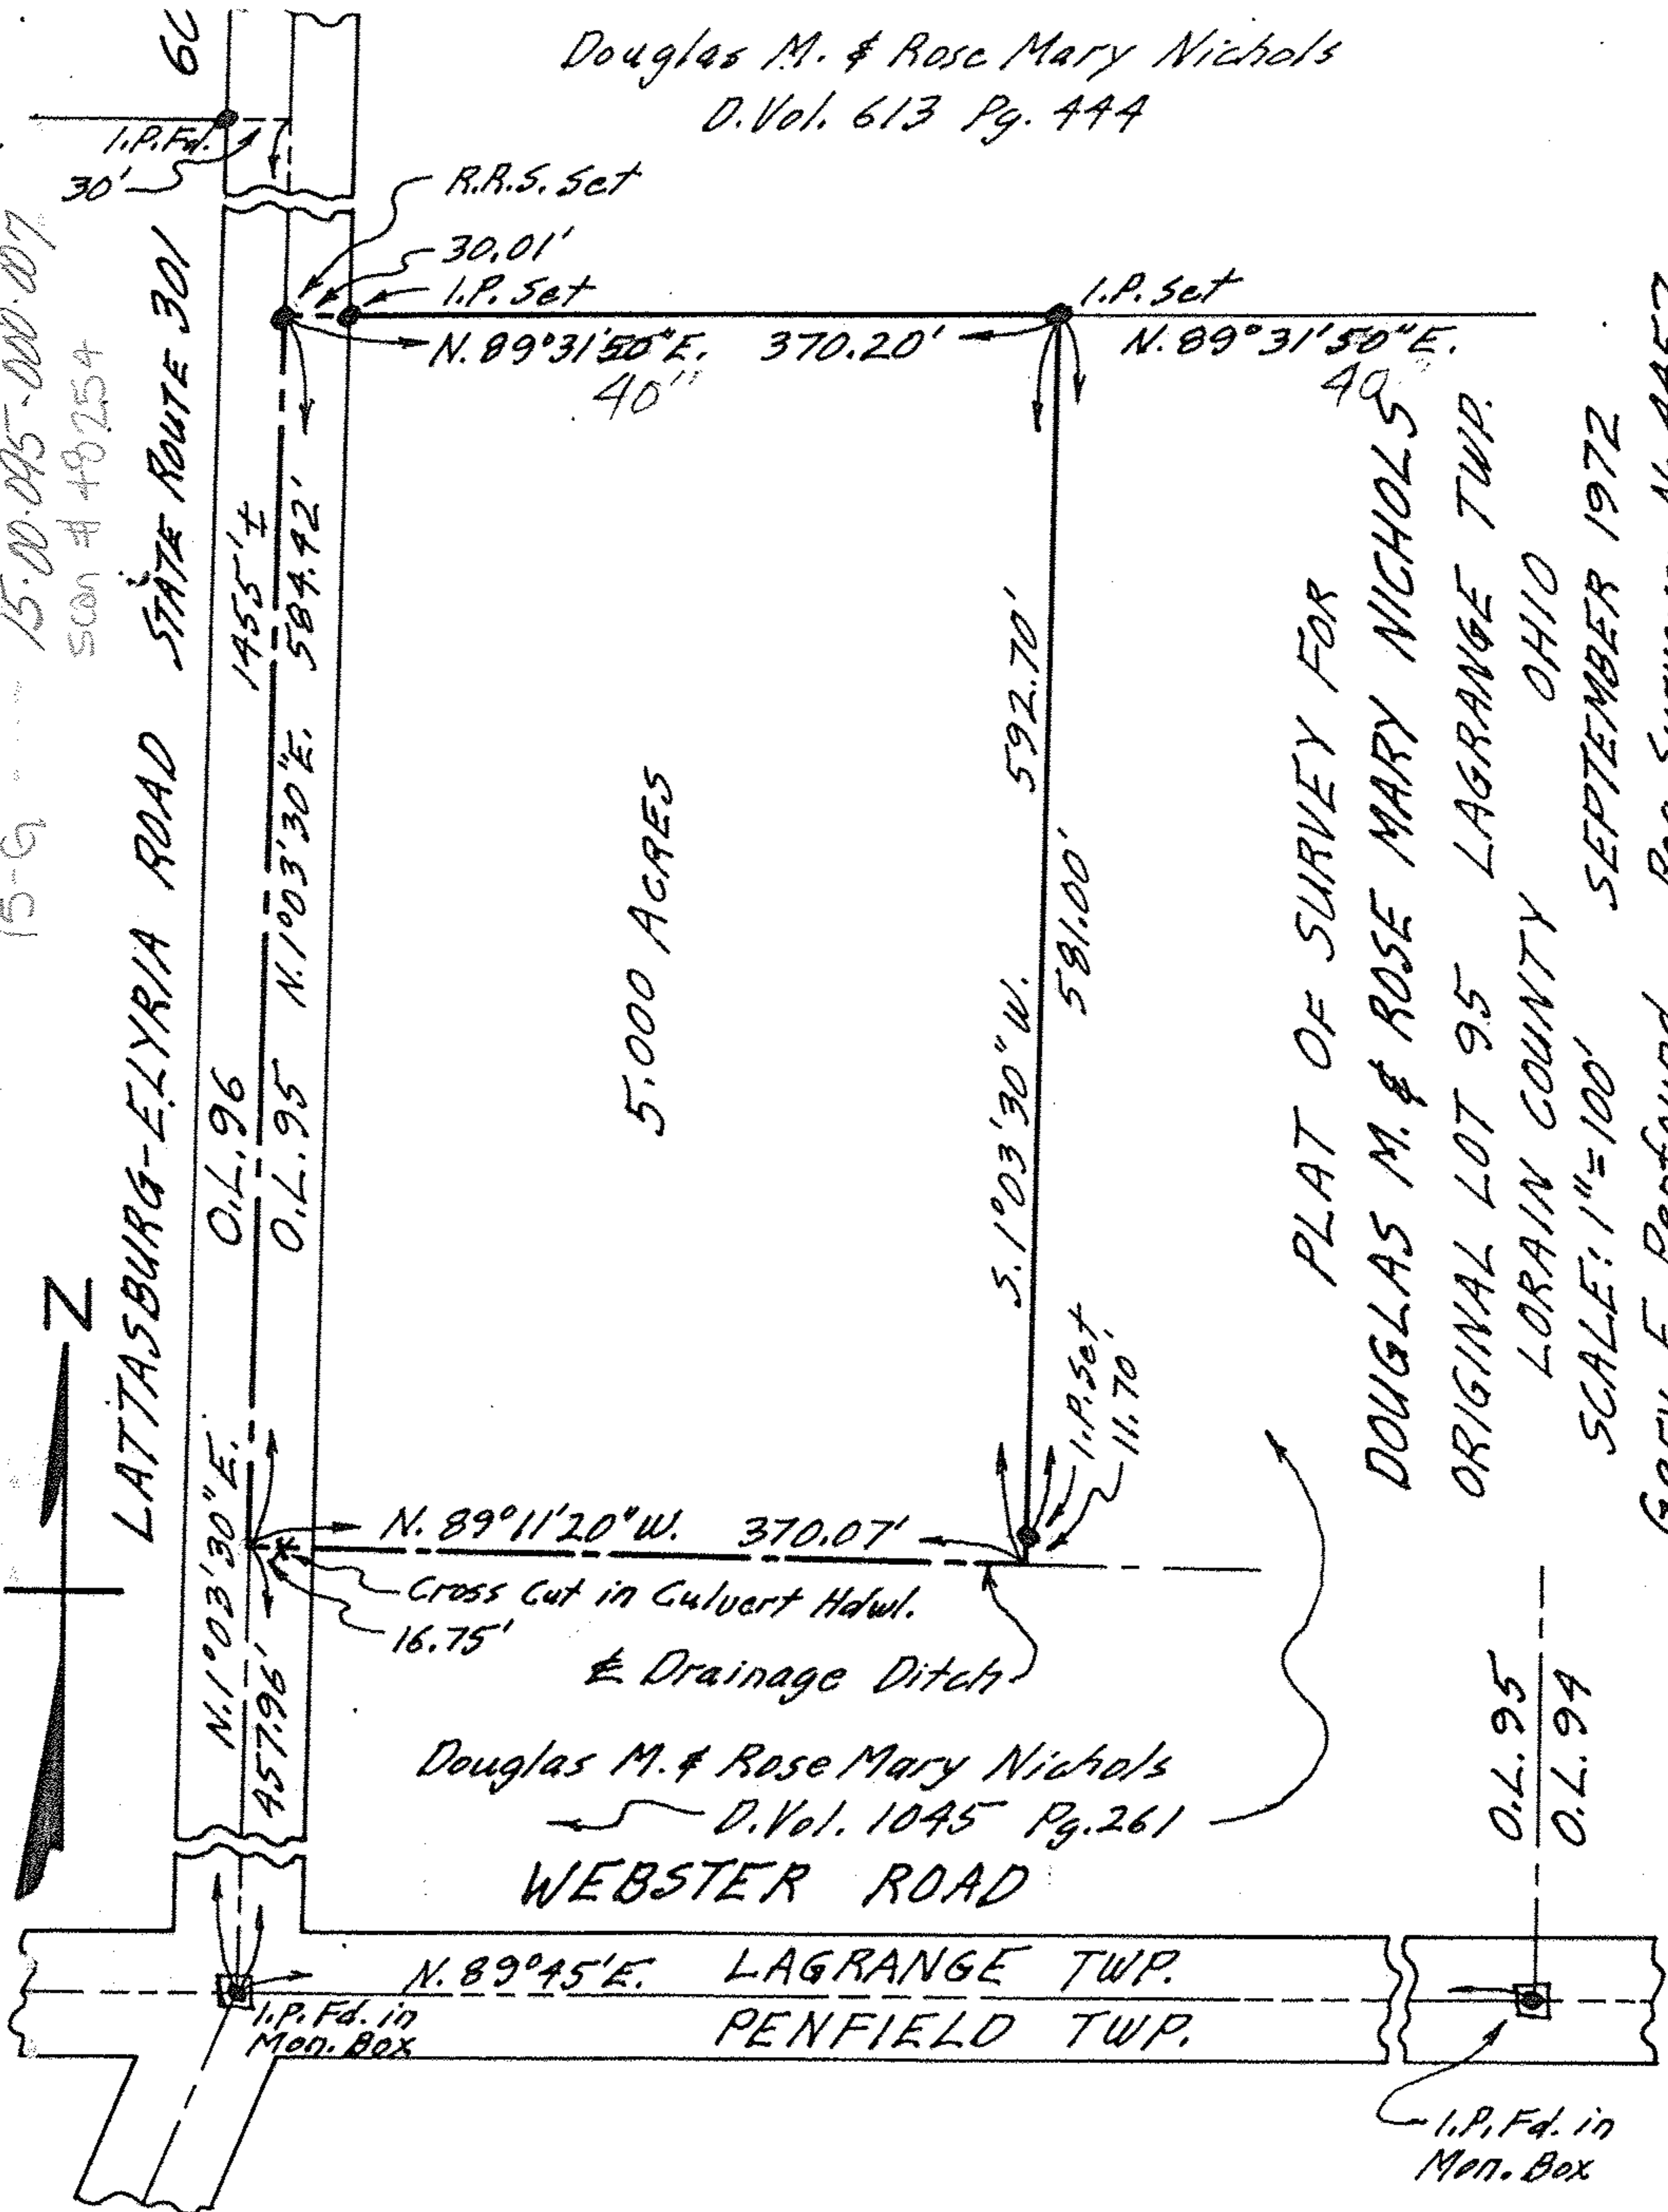 Douglas M. & Rose Mary Nichols
D. Vol. 613 Pg. 444
I.P. Fd.
30'
R.R.S. Set
30.01'
I.P. Set
I.P. Set
N. 89°31'50"E. 370.20'
40"
N. 89°31'50"E.
40
15-G
15-00-095-000-007
scan # 48254
LATTASBURG-ELYRIA ROAD STATE ROUTE 301
1455'±
O.L. 96
O.L. 95 N. 1°03'30"E. 584.42'
5.000 ACRES
S. 1°03'30"W. 592.70'
581.00'
I.P. Set
11.70'
N
N. 1°03'30"E.
457.96'
N. 89°11'20"W. 370.07'
Cross Cut in Culvert Hdwl.
16.75'
℄ Drainage Ditch
Douglas M. & Rose Mary Nichols
D. Vol. 1045 Pg. 261
WEBSTER ROAD
N. 89°45'E. LAGRANGE TWP.
PENFIELD TWP.
I.P. Fd. in
Mon. Box
I.P. Fd. in
Mon. Box
O.L. 95
O.L. 94
PLAT OF SURVEY FOR
DOUGLAS M. & ROSE MARY NICHOLS
ORIGINAL LOT 95 LAGRANGE TWP.
LORAIN COUNTY OHIO
SCALE: 1"=100' SEPTEMBER 1972